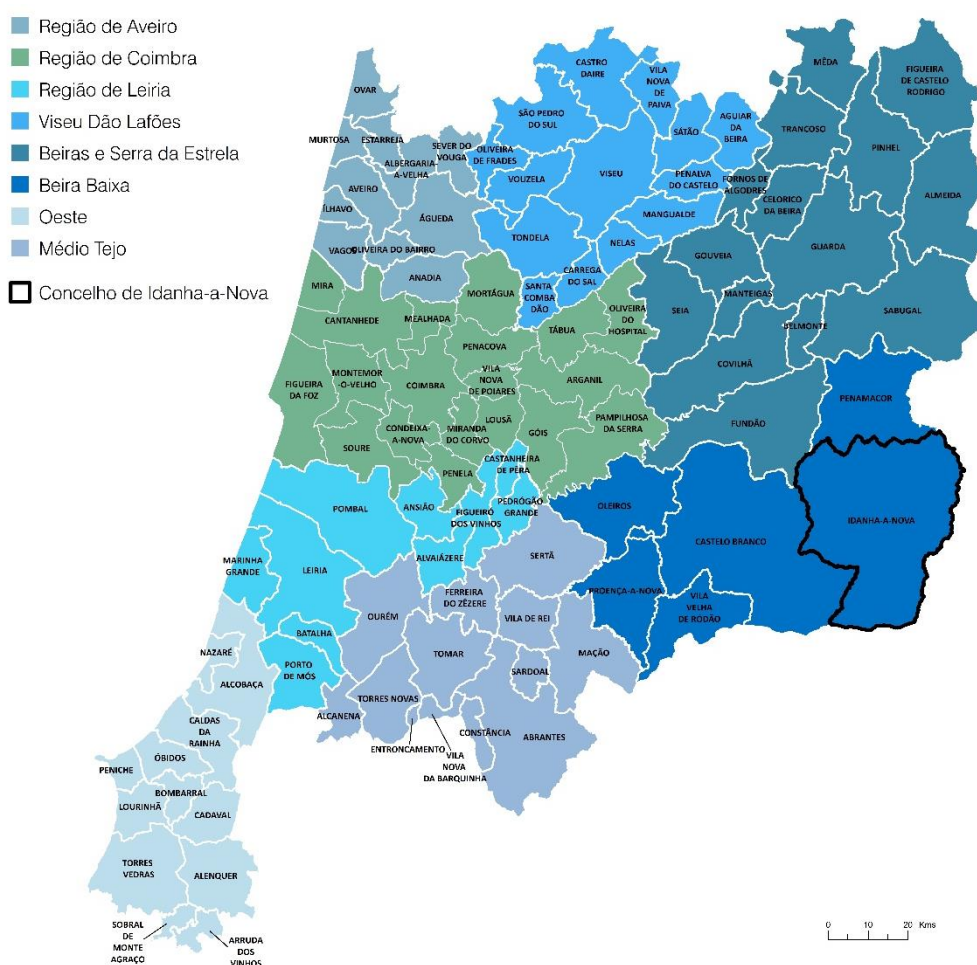 Região de Aveiro
Região de Coimbra
Região de Leiria
Viseu Dão Lafões
Beiras e Serra da Estrela
Beira Baixa
Oeste
Médio Tejo
Concelho de Idanha-a-Nova
OVAR
MURTOSA
ESTARREJA
ALBERGARIA
-A-VELHA
SEVER DO
VOUGA
AVEIRO
ÍLHAVO
ÁGUEDA
VAGOS
OLIVEIRA DO BAIRRO
ANADIA
CASTRO
DAIRE
VILA
NOVA
DE
PAIVA
SÃO PEDRO
DO SUL
SÁTÃO
AGUIAR
DA
BEIRA
OLIVEIRA
DE FRADES
VOUZELA
VISEU
PENALVA
DO CASTELO
MANGUALDE
TONDELA
NELAS
CARREGA
DO SAL
SANTA
COMBA
DÃO
MÊDA
FIGUEIRA
DE CASTELO
RODRIGO
TRANCOSO
PINHEL
FORNOS DE
ALGODRES
CELORICO
DA BEIRA
ALMEIDA
GOUVEIA
GUARDA
MANTEIGAS
SEIA
BELMONTE
SABUGAL
COVILHÃ
FUNDÃO
MIRA
CANTANHEDE
MEALHADA
MORTÁGUA
PENACOVA
TÁBUA
OLIVEIRA
DO
HOSPITAL
FIGUEIRA
DA FOZ
MONTEMOR
-O-VELHO
COIMBRA
VILA
NOVA
DE POIARES
ARGANIL
SOURE
CONDEIXA-
A-NOVA
MIRANDA
DO CORVO
LOUSÃ
GÓIS
PAMPILHOSA
DA SERRA
PENELA
CASTANHEIRA
DE PÊRA
POMBAL
ANSIÃO
FIGUEIRÓ
DOS VINHOS
PEDRÓGÃO
GRANDE
ALVAIÁZERE
MARINHA
GRANDE
LEIRIA
BATALHA
PORTO
DE MÓS
PENAMACOR
IDANHA-A-NOVA
OLEIROS
CASTELO BRANCO
PROENÇA-A-NOVA
VILA
VELHA
DE RODÃO
SERTÃ
FERREIRA
DO ZÊZERE
OURÉM
VILA DE REI
TOMAR
MAÇÃO
SARDOAL
TORRES NOVAS
ALCANENA
ENTRONCAMENTO
VILA
NOVA
DA BARQUINHA
CONSTÂNCIA
ABRANTES
NAZARÉ
ALCOBAÇA
CALDAS
DA
RAINHA
ÓBIDOS
PENICHE
BOMBARRAL
LOURINHÃ
CADAVAL
TORRES
VEDRAS
ALENQUER
SOBRAL
DE
MONTE
AGRAÇO
ARRUDA
DOS
VINHOS
0 10 20 Kms